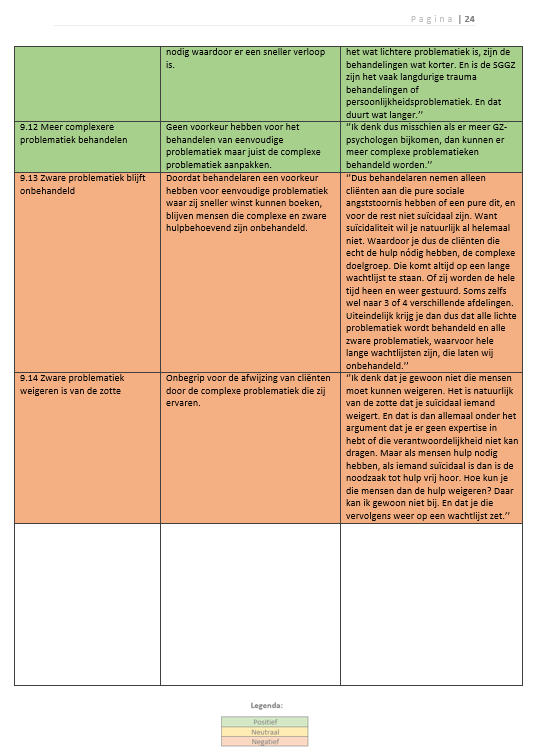 Pagina | 24
nodig waardoor er een sneller verloop
is.
het wat lichtere problematiek is, zijn de
behandelingen wat korter. En is de SGGZ
zijn het vaak langdurige trauma
behandelingen of
persoonlijkheidsproblematiek. En dat
duurt wat langer.’’
9.12 Meer complexere
problematiek behandelen
Geen voorkeur hebben voor het
behandelen van eenvoudige
problematiek maar juist de complexe
problematiek aanpakken.
‘‘Ik denk dus misschien als er meer GZ-
psychologen bijkomen, dan kunnen er
meer complexe problematieken
behandeld worden.’’
9.13 Zware problematiek blijft
onbehandeld
Doordat behandelaren een voorkeur
hebben voor eenvoudige problematiek
waar zij sneller winst kunnen boeken,
blijven mensen die complexe en zware
hulpbehoevend zijn onbehandeld.
‘‘Dus behandelaren nemen alleen
cliënten aan die pure sociale
angststoornis hebben of een pure dit, en
voor de rest niet suïcidaal zijn. Want
suïcidaliteit wil je natuurlijk al helemaal
niet. Waardoor je dus de cliënten die
echt de hulp nódig hebben, de complexe
doelgroep. Die komt altijd op een lange
wachtlijst te staan. Of zij worden de hele
tijd heen en weer gestuurd. Soms zelfs
wel naar 3 of 4 verschillende afdelingen.
Uiteindelijk krijg je dan dus dat alle lichte
problematiek wordt behandeld en alle
zware problematiek, waarvoor hele
lange wachtlijsten zijn, die laten wij
onbehandeld.’’
9.14 Zware problematiek
weigeren is van de zotte
Onbegrip voor de afwijzing van cliënten
door de complexe problematiek die zij
ervaren.
‘‘Ik denk dat je gewoon niet die mensen
moet kunnen weigeren. Het is natuurlijk
van de zotte dat je suïcidaal iemand
weigert. En dat is dan allemaal onder het
argument dat je er geen expertise in
hebt of die verantwoordelijkheid niet kan
dragen. Maar als mensen hulp nodig
hebben, als iemand suïcidaal is dan is de
noodzaak tot hulp vrij hoor. Hoe kun je
die mensen dan de hulp weigeren? Daar
kan ik gewoon niet bij. En dat je die
vervolgens weer op een wachtlijst zet.’’
Legenda:
Positief
Neutraal
Negatief